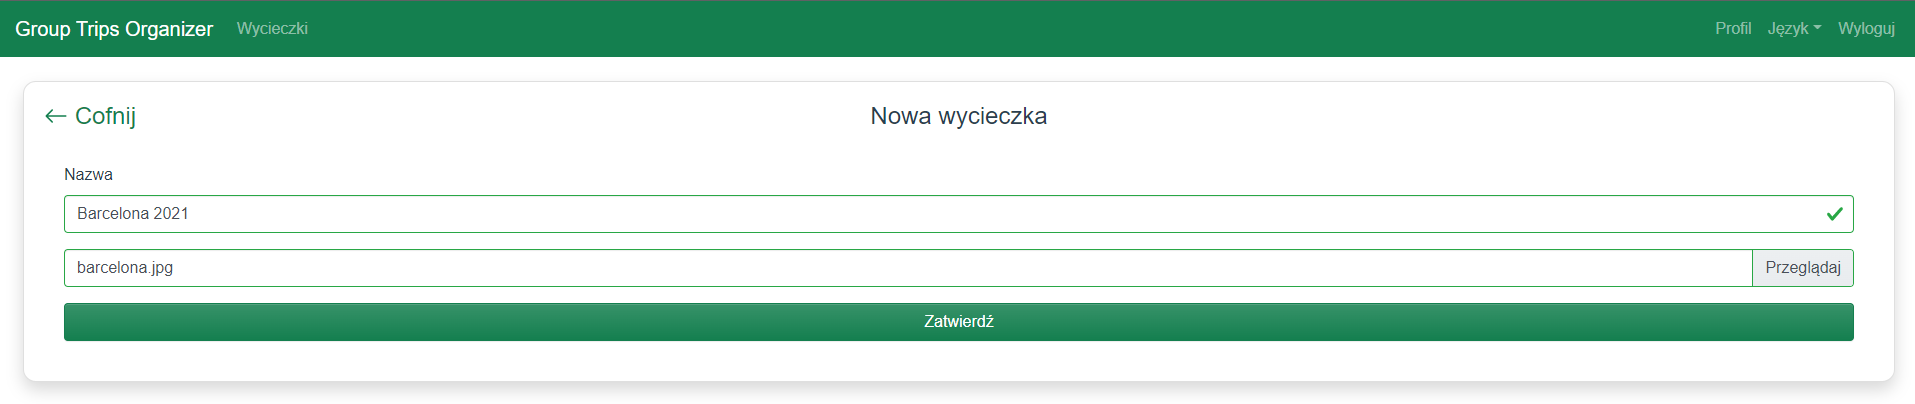 Group Trips Organizer Wycieczki Profil Język Wyloguj
Cofnij Nowa wycieczka
Nazwa
Barcelona 2021
barcelona.jpg Przeglądaj
Zatwierdź